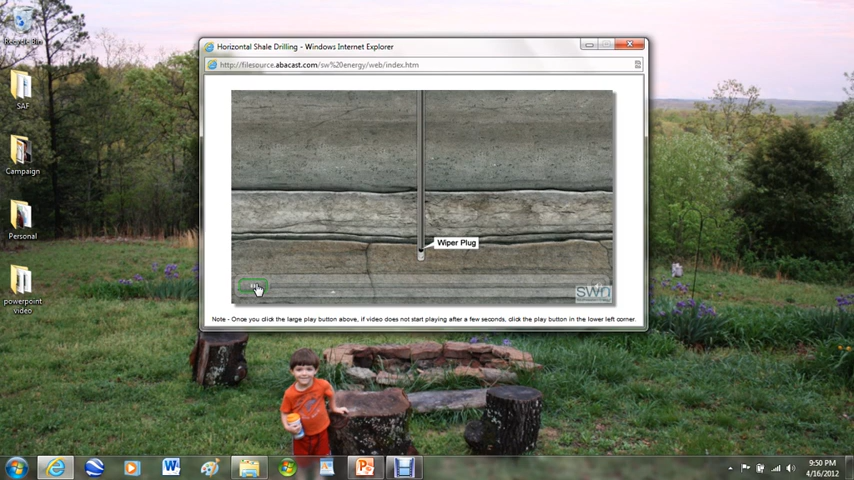 Recycle Bin
SAF
Campaign
Personal
powerpoint
video
Horizontal Shale Drilling - Windows Internet Explorer
http://filesource.abacast.com/sw%20energy/web/index.htm
Wiper Plug
swn
Note - Once you click the large play button above, if video does not start playing after a few seconds, click the play button in the lower left corner.
9:50 PM
4/16/2012